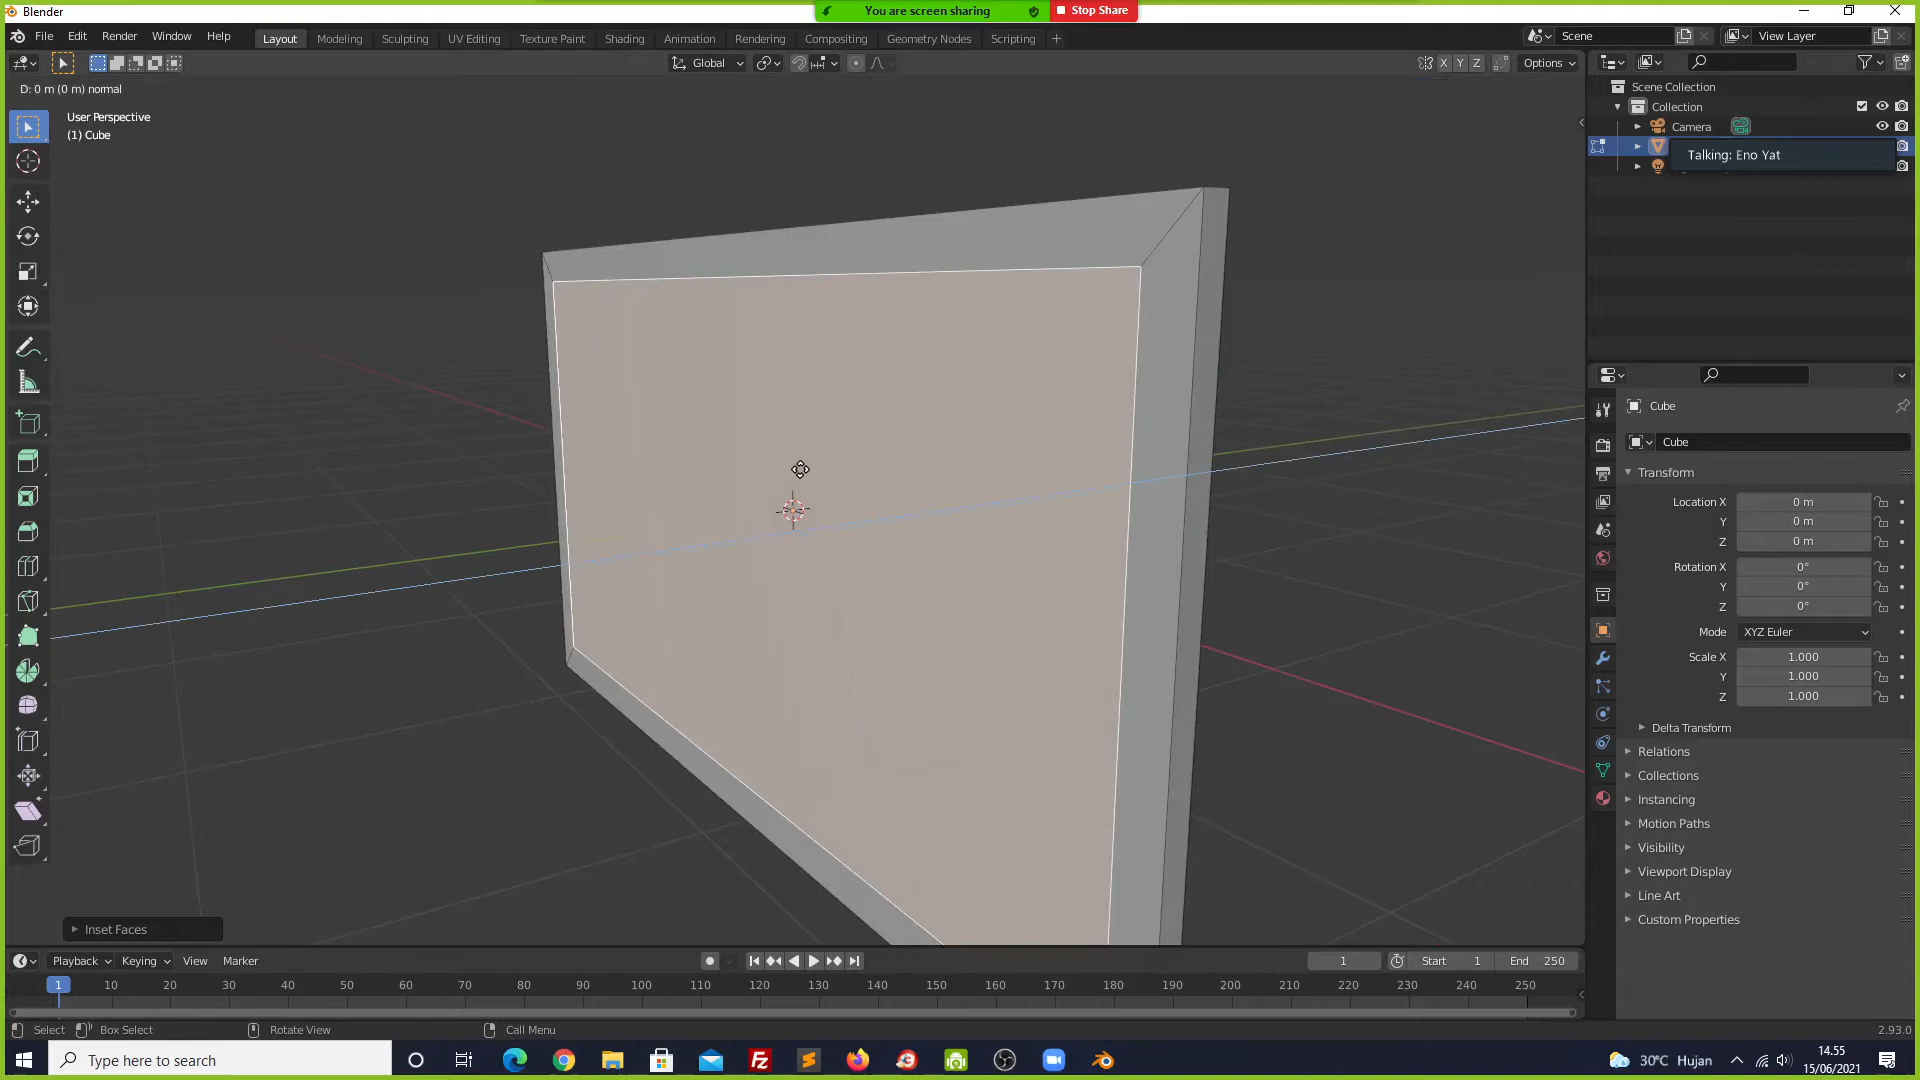 Blender
You are screen sharing
Stop Share
File Edit Render Window Help
Layout Modeling Sculpting UV Editing Texture Paint Shading Animation Rendering Compositing Geometry Nodes Scripting +
Scene
View Layer
Global
X Y Z
Options
D: 0 m (0 m) normal
User Perspective
(1) Cube
Scene Collection
Collection
Camera
Talking: Eno Yat
Cube
Cube
Transform
Location X 0 m
Y 0 m
Z 0 m
Rotation X 0°
Y 0°
Z 0°
Mode XYZ Euler
Scale X 1.000
Y 1.000
Z 1.000
Delta Transform
Relations
Collections
Instancing
Motion Paths
Visibility
Viewport Display
Line Art
Custom Properties
Inset Faces
Playback Keying View Marker
1
Start 1
End 250
1 10 20 30 40 50 60 70 80 90 100 110 120 130 140 150 160 170 180 190 200 210 220 230 240 250
Select
Box Select
Rotate View
Call Menu
2.93.0
Type here to search
30°C Hujan
14.55
15/06/2021